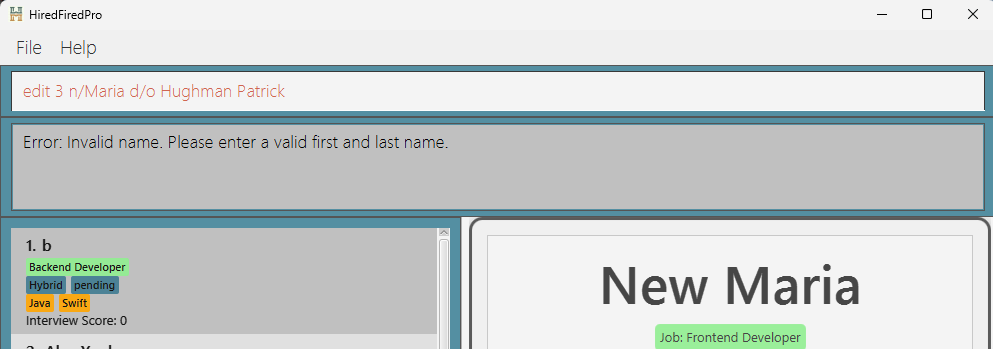 HiredFiredPro
File Help
edit 3 n/Maria d/o Hughman Patrick
Error: Invalid name. Please enter a valid first and last name.
1. b
Backend Developer
Hybrid pending
Java Swift
Interview Score: 0
New Maria
Job: Frontend Developer